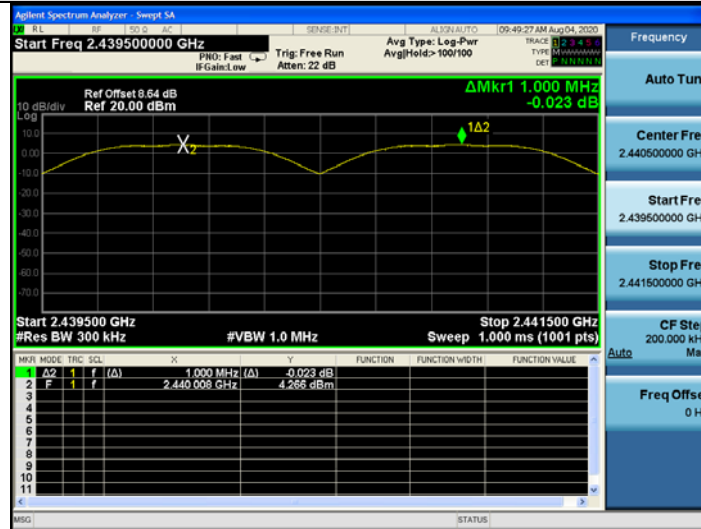 Agilent Spectrum Analyzer - Swept SA
RL RF 50 Ω AC SENSE:INT ALIGN AUTO 09:49:27 AM Aug 04, 2020
Start Freq 2.439500000 GHz
PNO: Fast
IFGain:Low
Trig: Free Run
Atten: 22 dB
Avg Type: Log-Pwr
Avg|Hold:>100/100
TRACE 1 2 3 4 5 6
TYPE M
DET P N N N N N
10 dB/div
Log
Ref Offset 8.64 dB
Ref 20.00 dBm
ΔMkr1 1.000 MHz
-0.023 dB
10.0
0.00
-10.0
-20.0
-30.0
-40.0
-50.0
-60.0
-70.0
X2
1Δ2
Start 2.439500 GHz Stop 2.441500 GHz
#Res BW 300 kHz #VBW 1.0 MHz Sweep 1.000 ms (1001 pts)
MKR MODE TRC SCL X Y FUNCTION FUNCTION WIDTH FUNCTION VALUE
1 Δ2 1 f (Δ) 1.000 MHz (Δ) -0.023 dB
2 F 1 f 2.440 008 GHz 4.266 dBm
3
4
5
6
7
8
9
10
11
MSG STATUS
Frequency
Auto Tun
Center Fre
2.440500000 GH
Start Fre
2.439500000 GH
Stop Fre
2.441500000 GH
CF Ste
200.000 kH
Auto Ma
Freq Offse
0 H